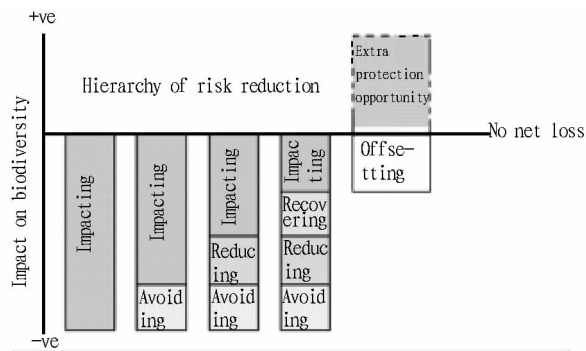 +ve
Extra
protection
opportunity
Hierarchy of risk reduction
Impact on biodiversity
No net loss
Offse-
tting
Impacting
Impacting
Impacting
Impac
ting
Recov
ering
Reduc
ing
Reduc
ing
Avoid
ing
Avoid
ing
Avoid
ing
-ve